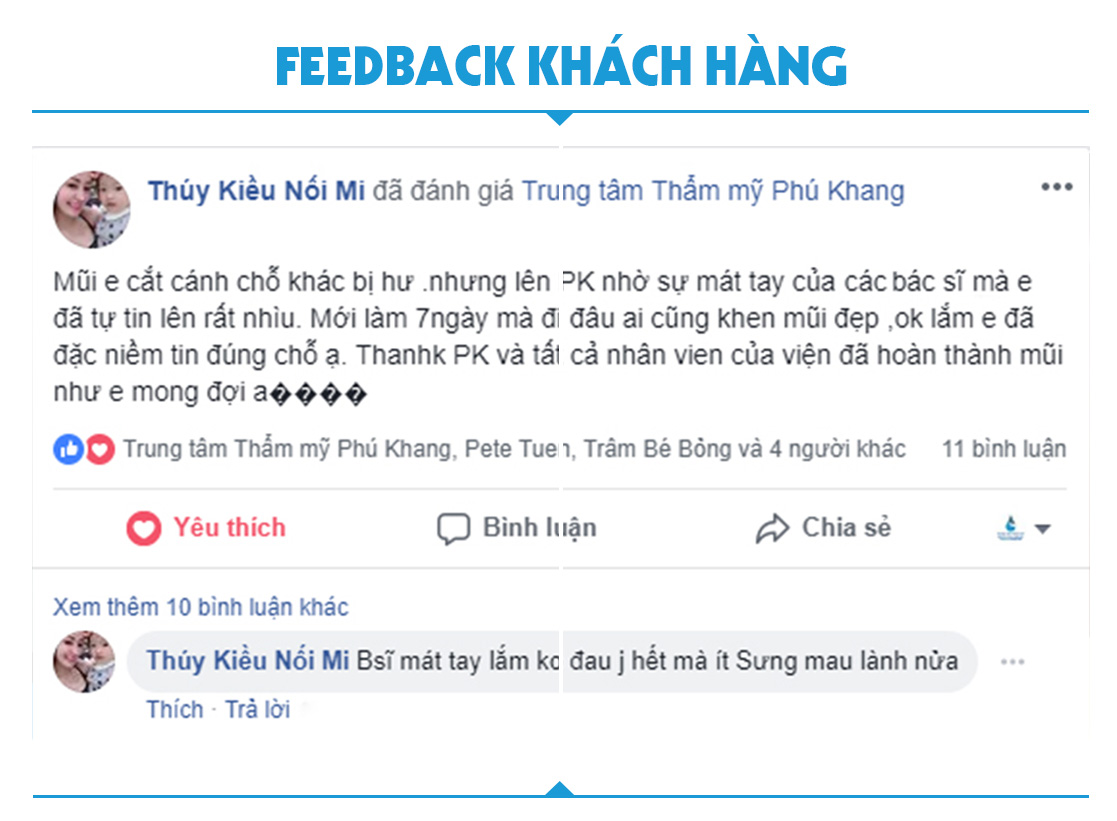 FEEDBACK KHÁCH HÀNG
Thúy Kiều Nối Mi đã đánh giá Trung tâm Thẩm mỹ Phú Khang
Mũi e cắt cánh chỗ khác bị hư .nhưng lên PK nhờ sự mát tay của các bác sĩ mà e
đã tự tin lên rất nhìu. Mới làm 7ngày mà đi đâu ai cũng khen mũi đẹp ,ok lắm e đã
đặc niềm tin đúng chỗ ạ. Thanhk PK và tất cả nhân vien của viện đã hoàn thành mũi
như e mong đợi a����
Trung tâm Thẩm mỹ Phú Khang, Pete Tuen, Trâm Bé Bỏng và 4 người khác 11 bình luận
Yêu thích Bình luận Chia sẻ
Xem thêm 10 bình luận khác
Thúy Kiều Nối Mi Bsĩ mát tay lắm ko đau j hết mà ít Sưng mau lành nửa
Thích · Trả lời